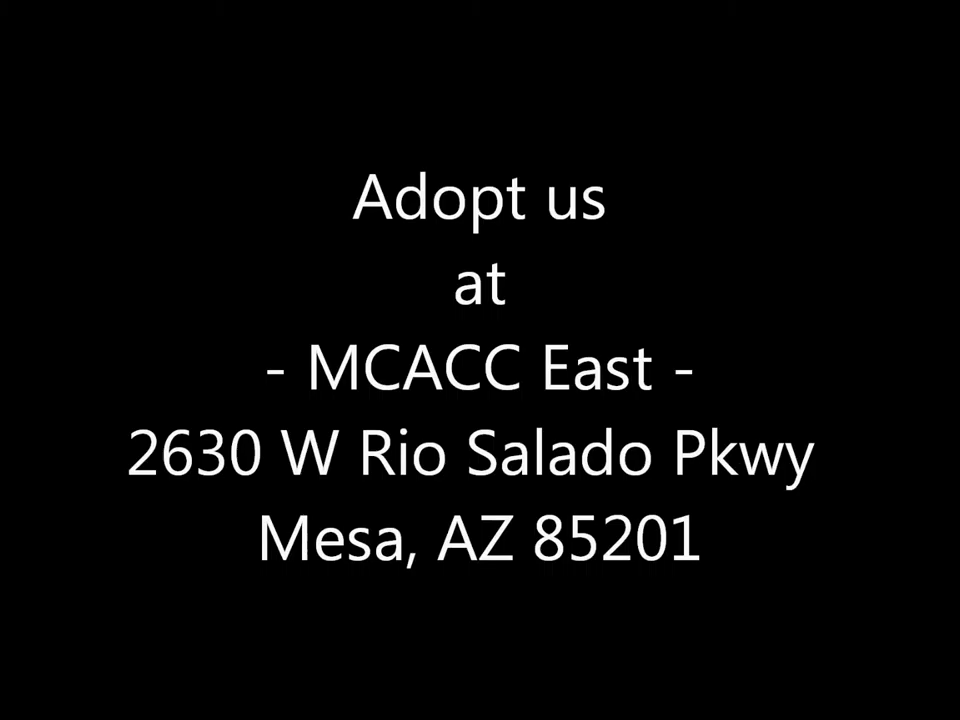 Adopt us
at
- MCACC East -
2630 W Rio Salado Pkwy
Mesa, AZ 85201